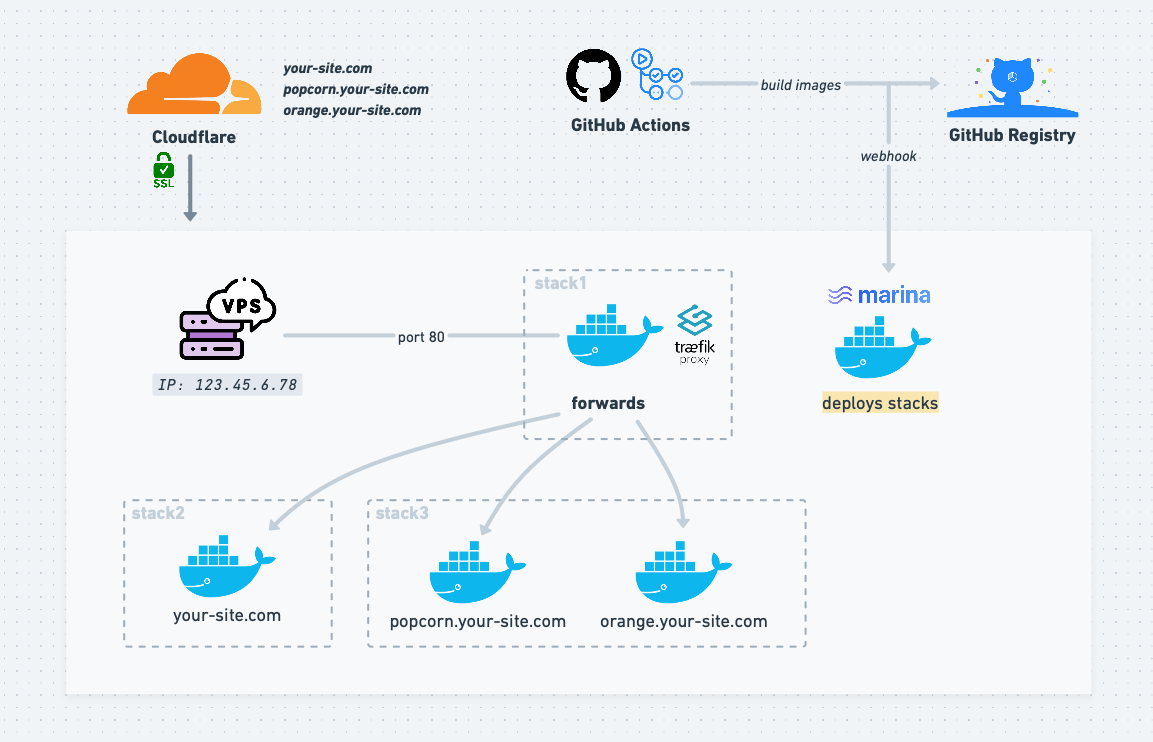 your-site.com
popcorn.your-site.com
orange.your-site.com
Cloudflare
SSL
GitHub Actions
build images
GitHub Registry
webhook
VPS
IP: 123.45.6.78
port 80
stack1
træfik
proxy
forwards
marina
deploys stacks
stack2
your-site.com
stack3
popcorn.your-site.com
orange.your-site.com